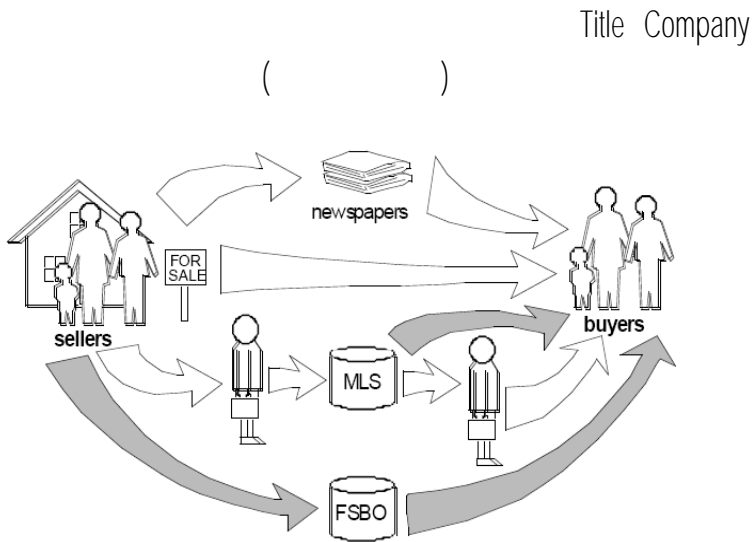 Title Company
( )
newspapers
FOR
SALE
sellers
buyers
MLS
FSBO